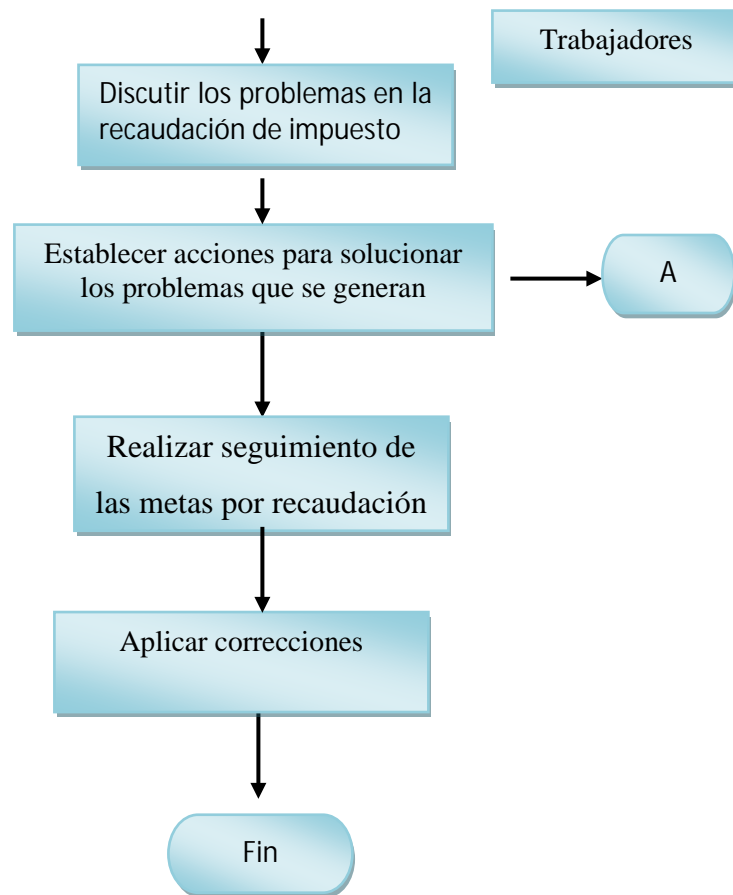 Trabajadores
Discutir los problemas en la
recaudación de impuesto
Establecer acciones para solucionar
los problemas que se generan
A
Realizar seguimiento de
las metas por recaudación
Aplicar correcciones
Fin